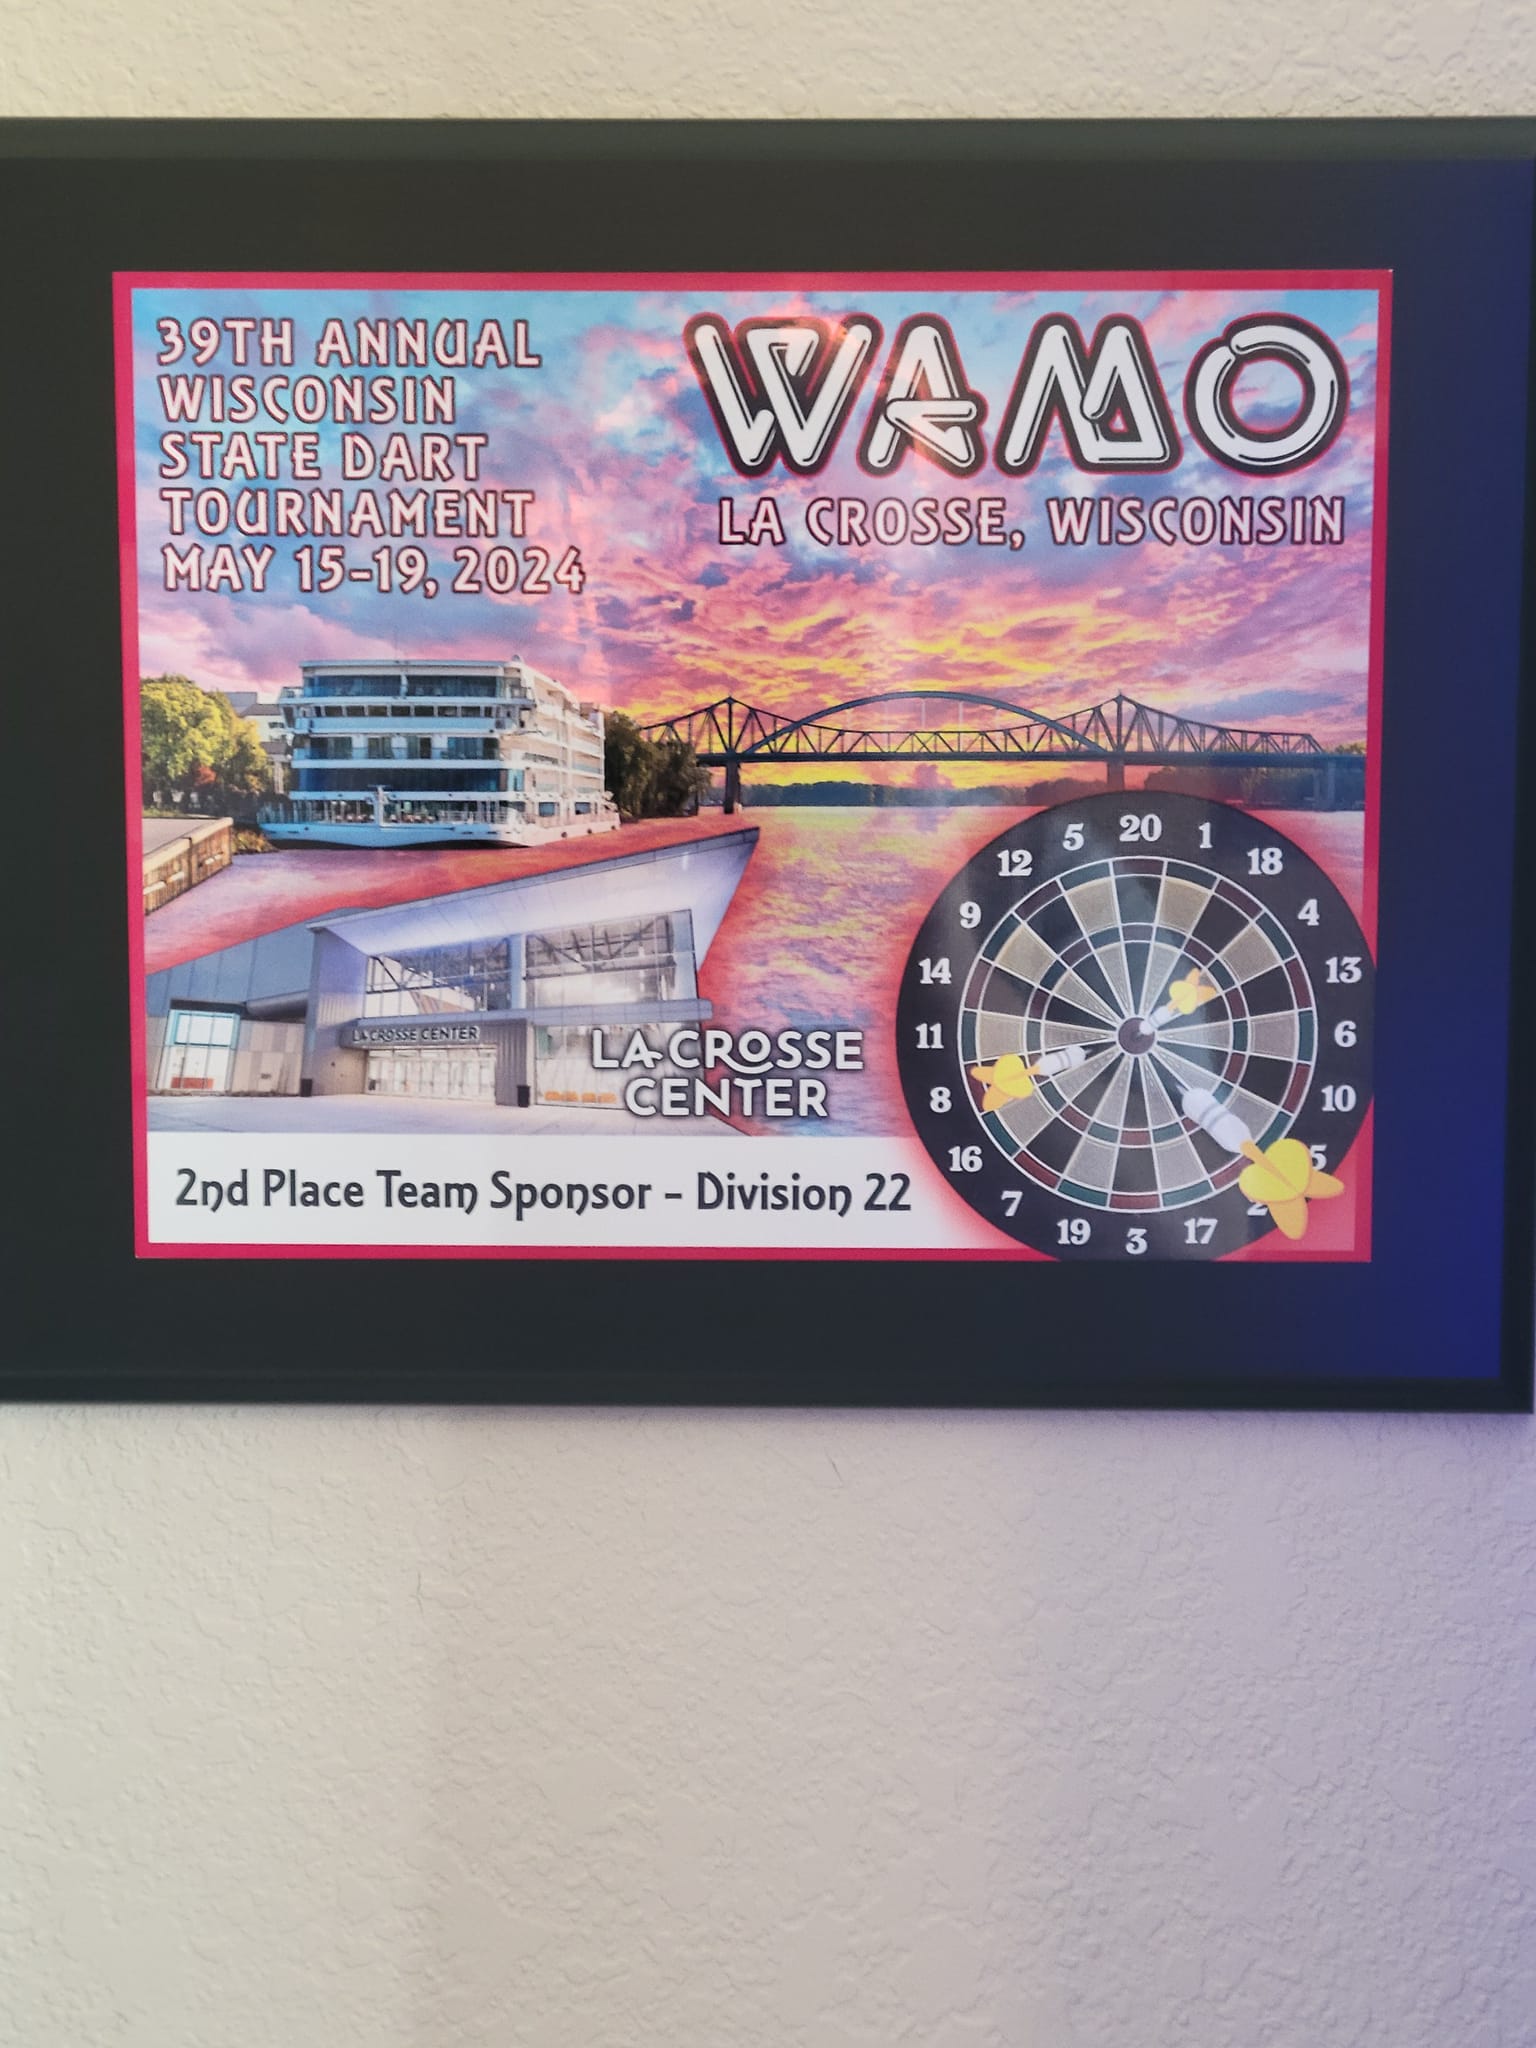 39TH ANNUAL
WISCONSIN
STATE DART
TOURNAMENT
MAY 15-19, 2024
WAMO
LA CROSSE, WISCONSIN
LA CROSSE CENTER
LA CROSSE
CENTER
2nd Place Team Sponsor - Division 22
20
1
18
4
13
6
10
17
3
19
7
16
8
11
14
9
12
5